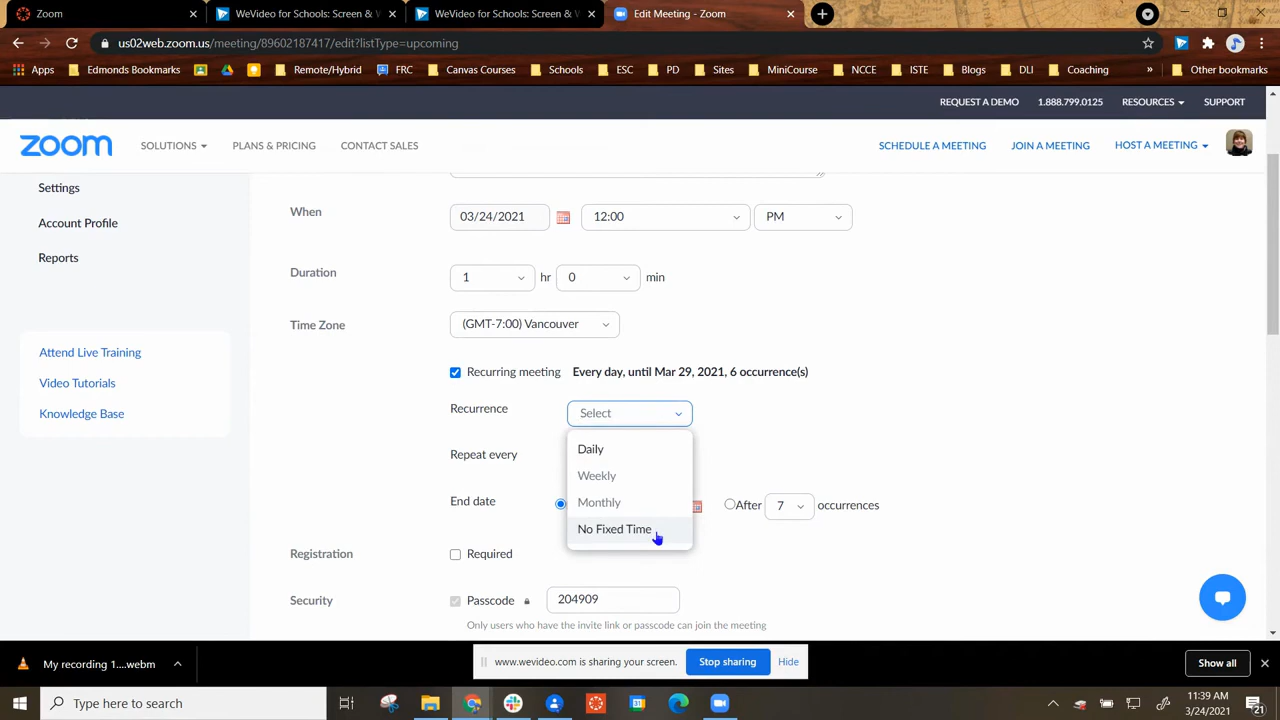 Zoom
WeVideo for Schools: Screen & W
WeVideo for Schools: Screen & W
Edit Meeting - Zoom
us02web.zoom.us/meeting/89602187417/edit?listType=upcoming
Apps
Edmonds Bookmarks
Remote/Hybrid
FRC
Canvas Courses
Schools
ESC
PD
Sites
MiniCourse
NCCE
ISTE
Blogs
DLI
Coaching
»
Other bookmarks
REQUEST A DEMO
1.888.799.0125
RESOURCES
SUPPORT
zoom
SOLUTIONS
PLANS & PRICING
CONTACT SALES
SCHEDULE A MEETING
JOIN A MEETING
HOST A MEETING
Settings
Account Profile
Reports
Attend Live Training
Video Tutorials
Knowledge Base
When
03/24/2021
12:00
PM
Duration
1
hr
0
min
Time Zone
(GMT-7:00) Vancouver
Recurring meeting
Every day, until Mar 29, 2021, 6 occurrence(s)
Recurrence
Select
Daily
Weekly
Monthly
No Fixed Time
Repeat every
End date
After
7
occurrences
Registration
Required
Security
Passcode
204909
Only users who have the invite link or passcode can join the meeting
My recording 1....webm
www.wevideo.com is sharing your screen.
Stop sharing
Hide
Show all
Type here to search
11:39 AM
3/24/2021
21